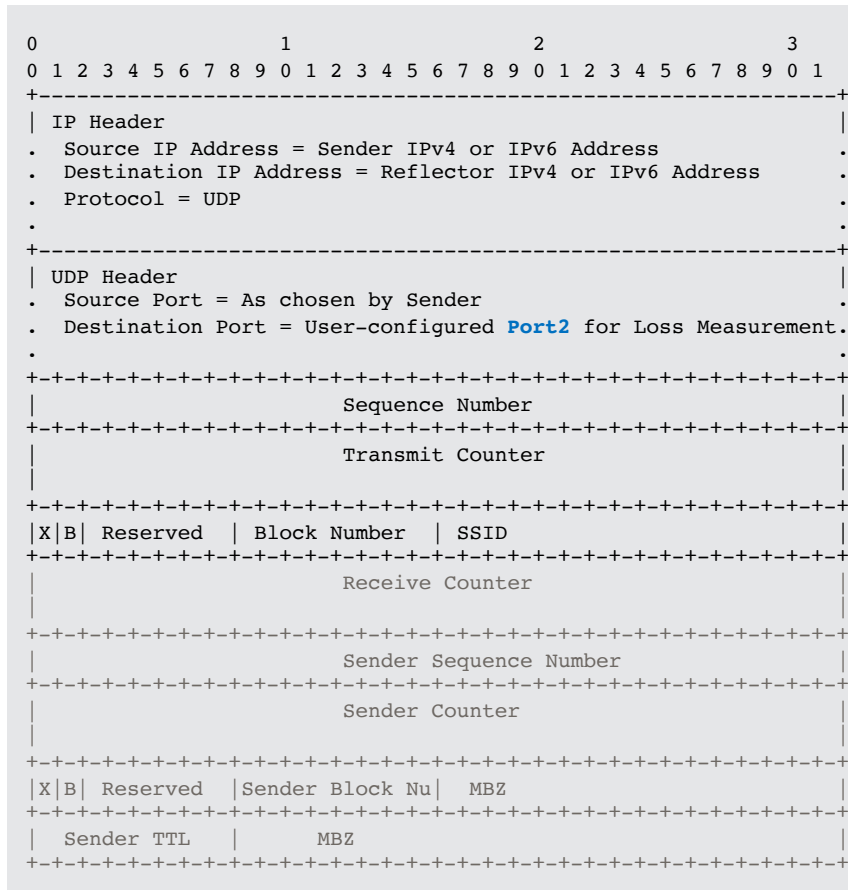 0                   1                   2                   3
0 1 2 3 4 5 6 7 8 9 0 1 2 3 4 5 6 7 8 9 0 1 2 3 4 5 6 7 8 9 0 1
+---------------------------------------------------------------+
| IP Header                                                     |
.  Source IP Address = Sender IPv4 or IPv6 Address              .
.  Destination IP Address = Reflector IPv4 or IPv6 Address      .
.  Protocol = UDP                                               .
.                                                               .
+---------------------------------------------------------------+
| UDP Header                                                    |
.  Source Port = As chosen by Sender                            .
.  Destination Port = User-configured Port2 for Loss Measurement.
.                                                               .
+-+-+-+-+-+-+-+-+-+-+-+-+-+-+-+-+-+-+-+-+-+-+-+-+-+-+-+-+-+-+-+-+
|                        Sequence Number                        |
+-+-+-+-+-+-+-+-+-+-+-+-+-+-+-+-+-+-+-+-+-+-+-+-+-+-+-+-+-+-+-+-+
|                        Transmit Counter                       |
|                                                               |
+-+-+-+-+-+-+-+-+-+-+-+-+-+-+-+-+-+-+-+-+-+-+-+-+-+-+-+-+-+-+-+-+
|X|B| Reserved  | Block Number  | SSID                          |
+-+-+-+-+-+-+-+-+-+-+-+-+-+-+-+-+-+-+-+-+-+-+-+-+-+-+-+-+-+-+-+-+
|                        Receive Counter                        |
|                                                               |
+-+-+-+-+-+-+-+-+-+-+-+-+-+-+-+-+-+-+-+-+-+-+-+-+-+-+-+-+-+-+-+-+
|                        Sender Sequence Number                 |
+-+-+-+-+-+-+-+-+-+-+-+-+-+-+-+-+-+-+-+-+-+-+-+-+-+-+-+-+-+-+-+-+
|                        Sender Counter                         |
|                                                               |
+-+-+-+-+-+-+-+-+-+-+-+-+-+-+-+-+-+-+-+-+-+-+-+-+-+-+-+-+-+-+-+-+
|X|B| Reserved  |Sender Block Nu|  MBZ                          |
+-+-+-+-+-+-+-+-+-+-+-+-+-+-+-+-+-+-+-+-+-+-+-+-+-+-+-+-+-+-+-+-+
|  Sender TTL   |      MBZ                                      |
+-+-+-+-+-+-+-+-+-+-+-+-+-+-+-+-+-+-+-+-+-+-+-+-+-+-+-+-+-+-+-+-+